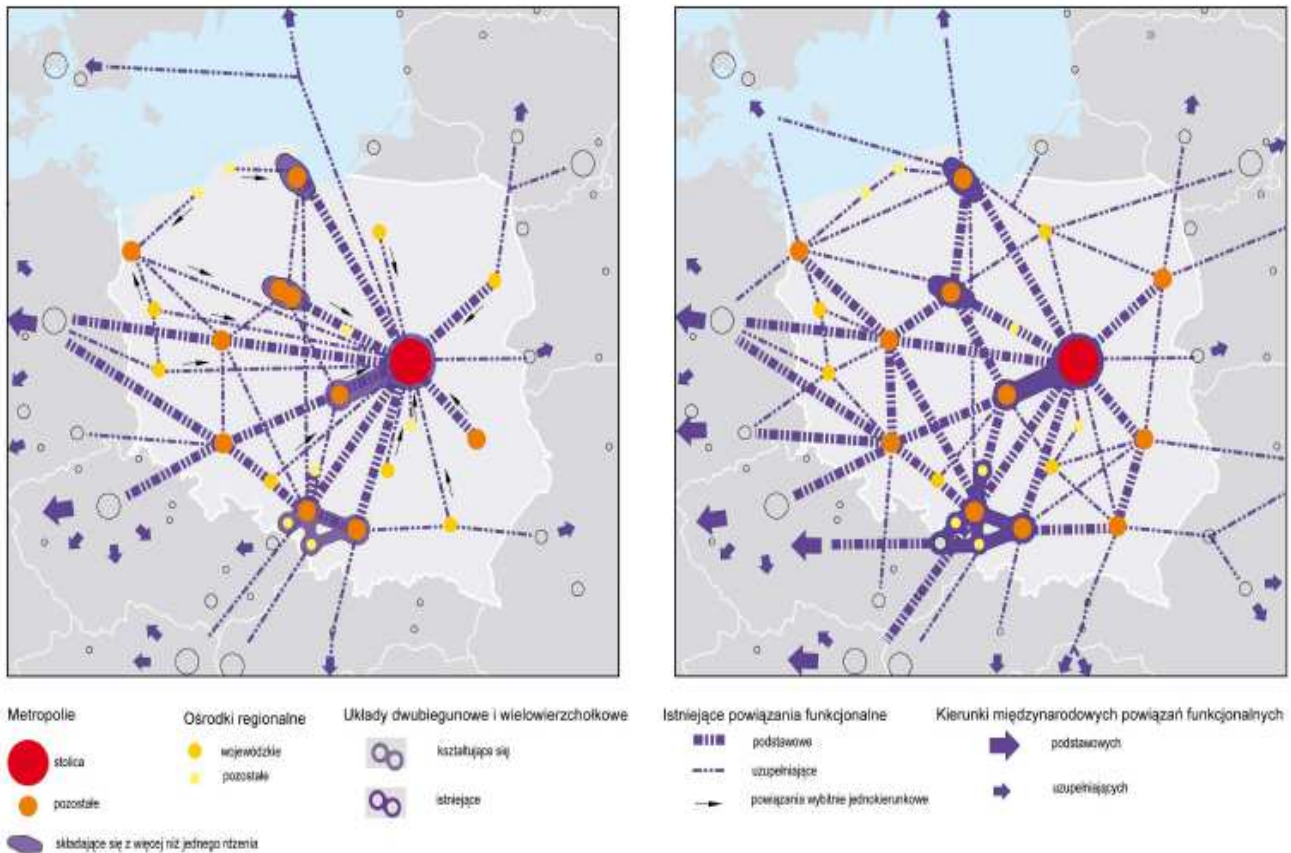 Metropolie
stolica
pozostałe
składające się z więcej niż jednego rdzenia
Ośrodki regionalne
wojewódzkie
pozostałe
Układy dwubiegunowe i wielowierzchołkowe
kształtujące się
istniejące
Istniejące powiązania funkcjonalne
podstawowe
uzupełniające
powiązania wybitnie jednokierunkowe
Kierunki międzynarodowych powiązań funkcjonalnych
podstawowych
uzupełniających